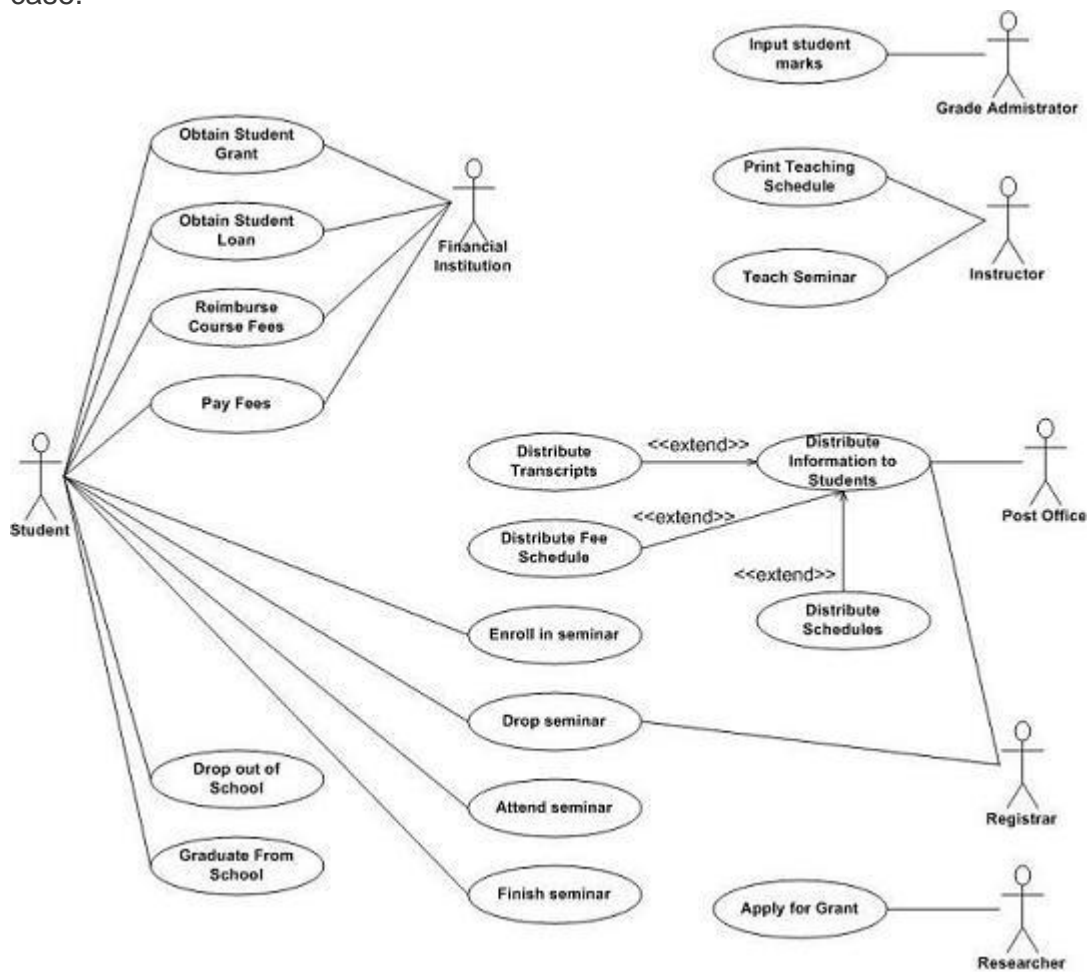 case.
Input student
marks
Grade Admistrator
Obtain Student
Grant
Print Teaching
Schedule
Obtain Student
Loan
Financial
Institution
Teach Seminar
Instructor
Reimburse
Course Fees
Pay Fees
Distribute
Transcripts
<<extend>>
Distribute
Information to
Students
Post Office
Student
<<extend>>
Distribute Fee
Schedule
<<extend>>
Distribute
Schedules
Enroll in seminar
Drop seminar
Drop out of
School
Attend seminar
Registrar
Graduate From
School
Finish seminar
Apply for Grant
Researcher